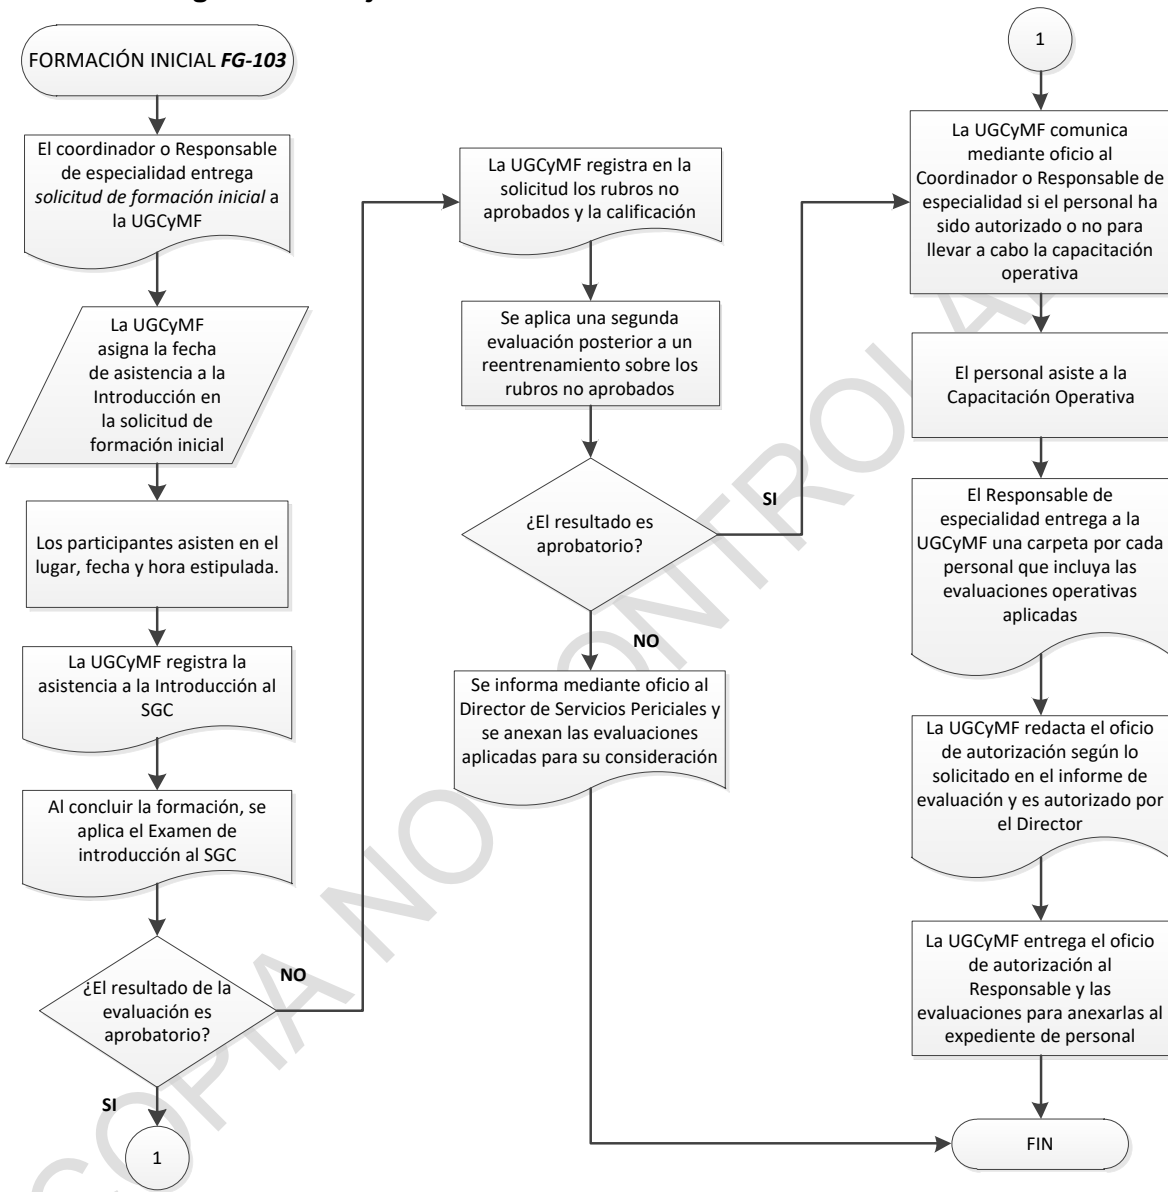 FORMACIÓN INICIAL FG-103
El coordinador o Responsable
de especialidad entrega
solicitud de formación inicial a
la UGCyMF
La UGCyMF
asigna la fecha
de asistencia a la
Introducción en
la solicitud de
formación inicial
Los participantes asisten en el
lugar, fecha y hora estipulada.
La UGCyMF registra la
asistencia a la Introducción al
SGC
Al concluir la formación, se
aplica el Examen de
introducción al SGC
¿El resultado de la
evaluación es
aprobatorio?
NO
SI
1
La UGCyMF registra en la
solicitud los rubros no
aprobados y la calificación
Se aplica una segunda
evaluación posterior a un
reentrenamiento sobre los
rubros no aprobados
¿El resultado es
aprobatorio?
SI
NO
Se informa mediante oficio al
Director de Servicios Periciales y
se anexan las evaluaciones
aplicadas para su consideración
1
La UGCyMF comunica
mediante oficio al
Coordinador o Responsable de
especialidad si el personal ha
sido autorizado o no para
llevar a cabo la capacitación
operativa
El personal asiste a la
Capacitación Operativa
El Responsable de
especialidad entrega a la
UGCyMF una carpeta por cada
personal que incluya las
evaluaciones operativas
aplicadas
La UGCyMF redacta el oficio
de autorización según lo
solicitado en el informe de
evaluación y es autorizado por
el Director
La UGCyMF entrega el oficio
de autorización al
Responsable y las
evaluaciones para anexarlas al
expediente de personal
FIN
COPIA NO CONTROLA